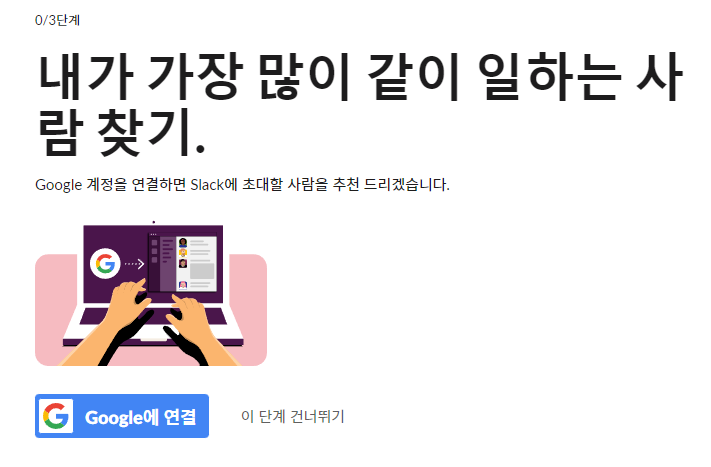 0/3단계
내가 가장 많이 같이 일하는 사
람 찾기.
Google 계정을 연결하면 Slack에 초대할 사람을 추천 드리겠습니다.
Google에 연결
이 단계 건너뛰기